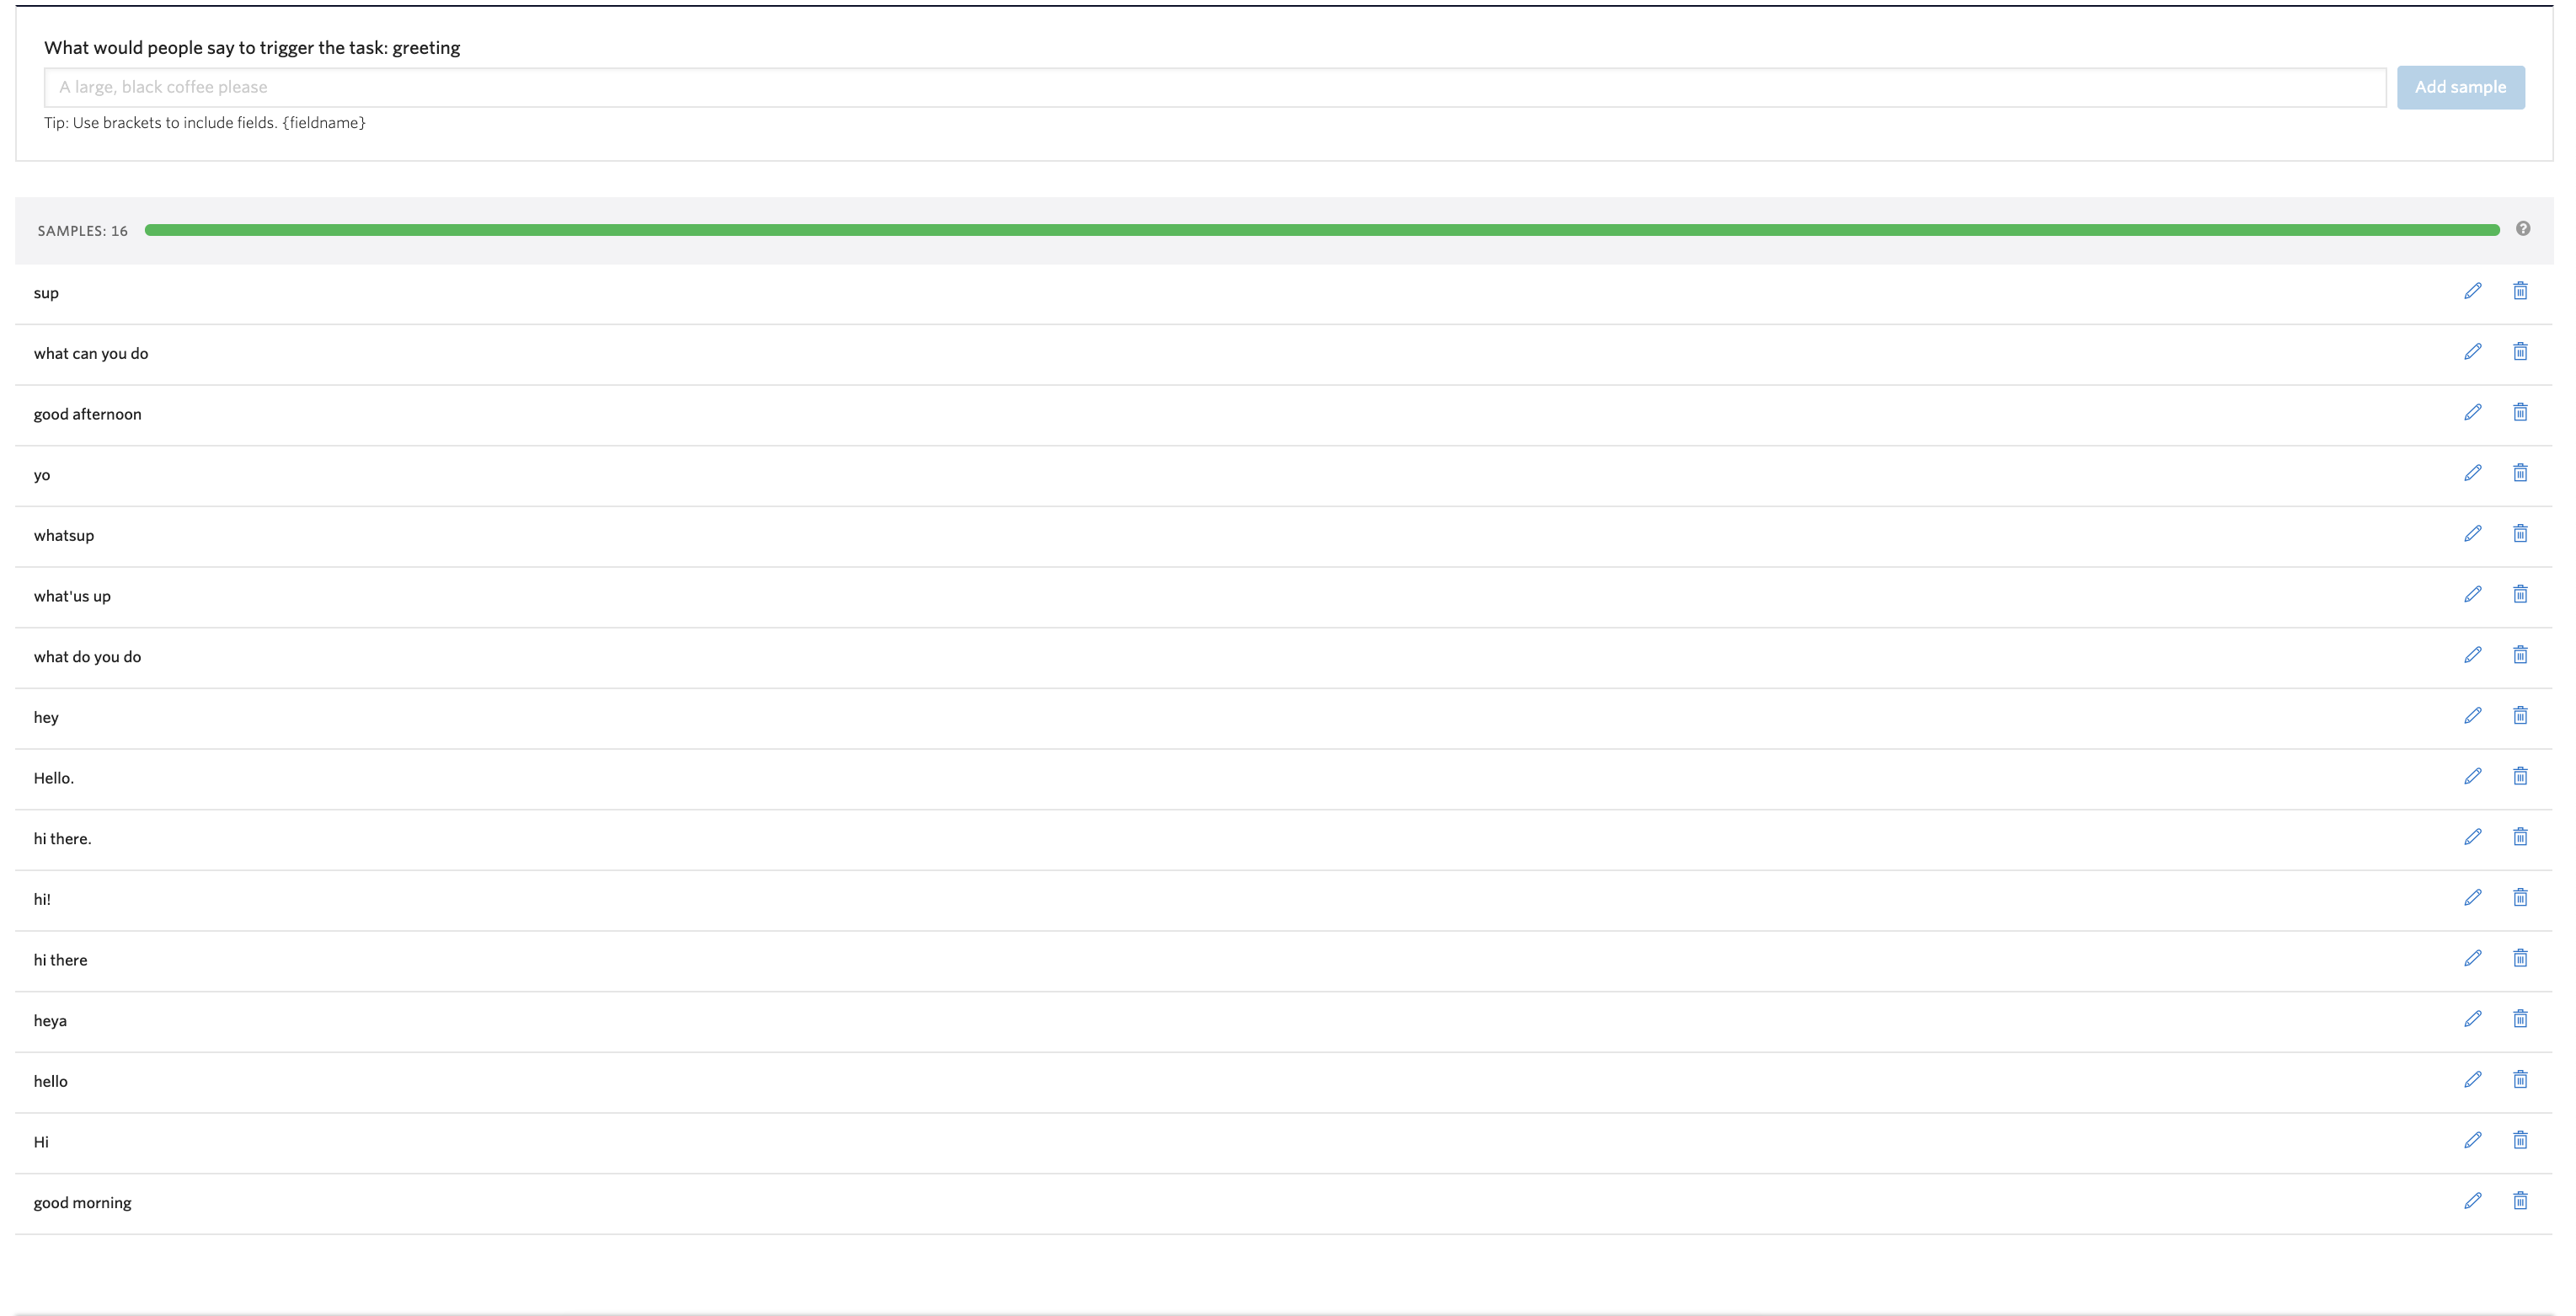 What would people say to trigger the task: greeting
A large, black coffee please
Add sample
Tip: Use brackets to include fields. {fieldname}
SAMPLES: 16
?
sup
what can you do
good afternoon
yo
whatsup
what'us up
what do you do
hey
Hello.
hi there.
hi!
hi there
heya
hello
Hi
good morning